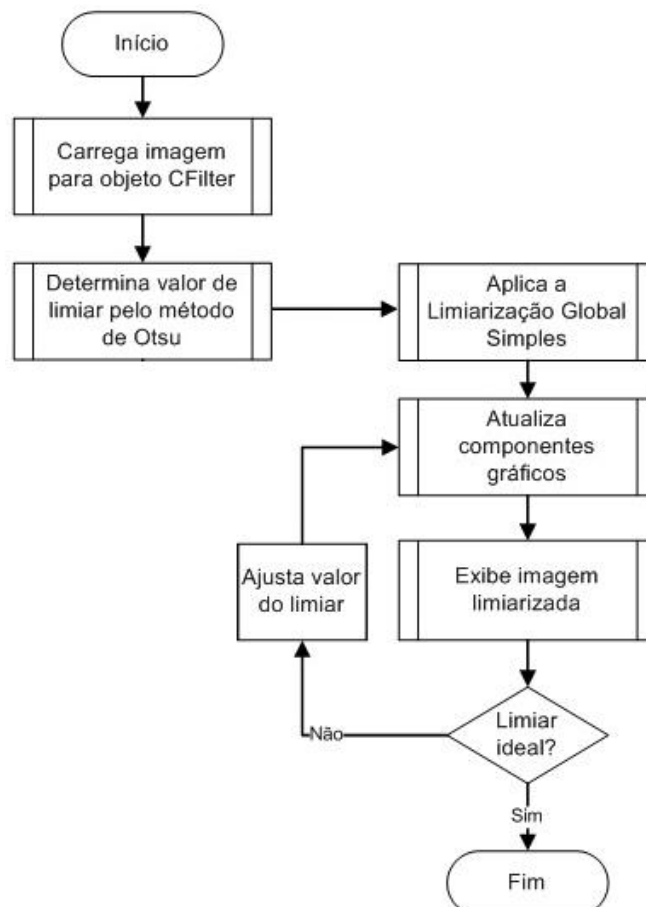 Início
Carrega imagem
para objeto CFilter
Determina valor de
limiar pelo método
de Otsu
Aplica a
Limiarização Global
Simples
Atualiza
componentes
gráficos
Ajusta valor
do limiar
Exibe imagem
limiarizada
Limiar
ideal?
Não
Sim
Fim